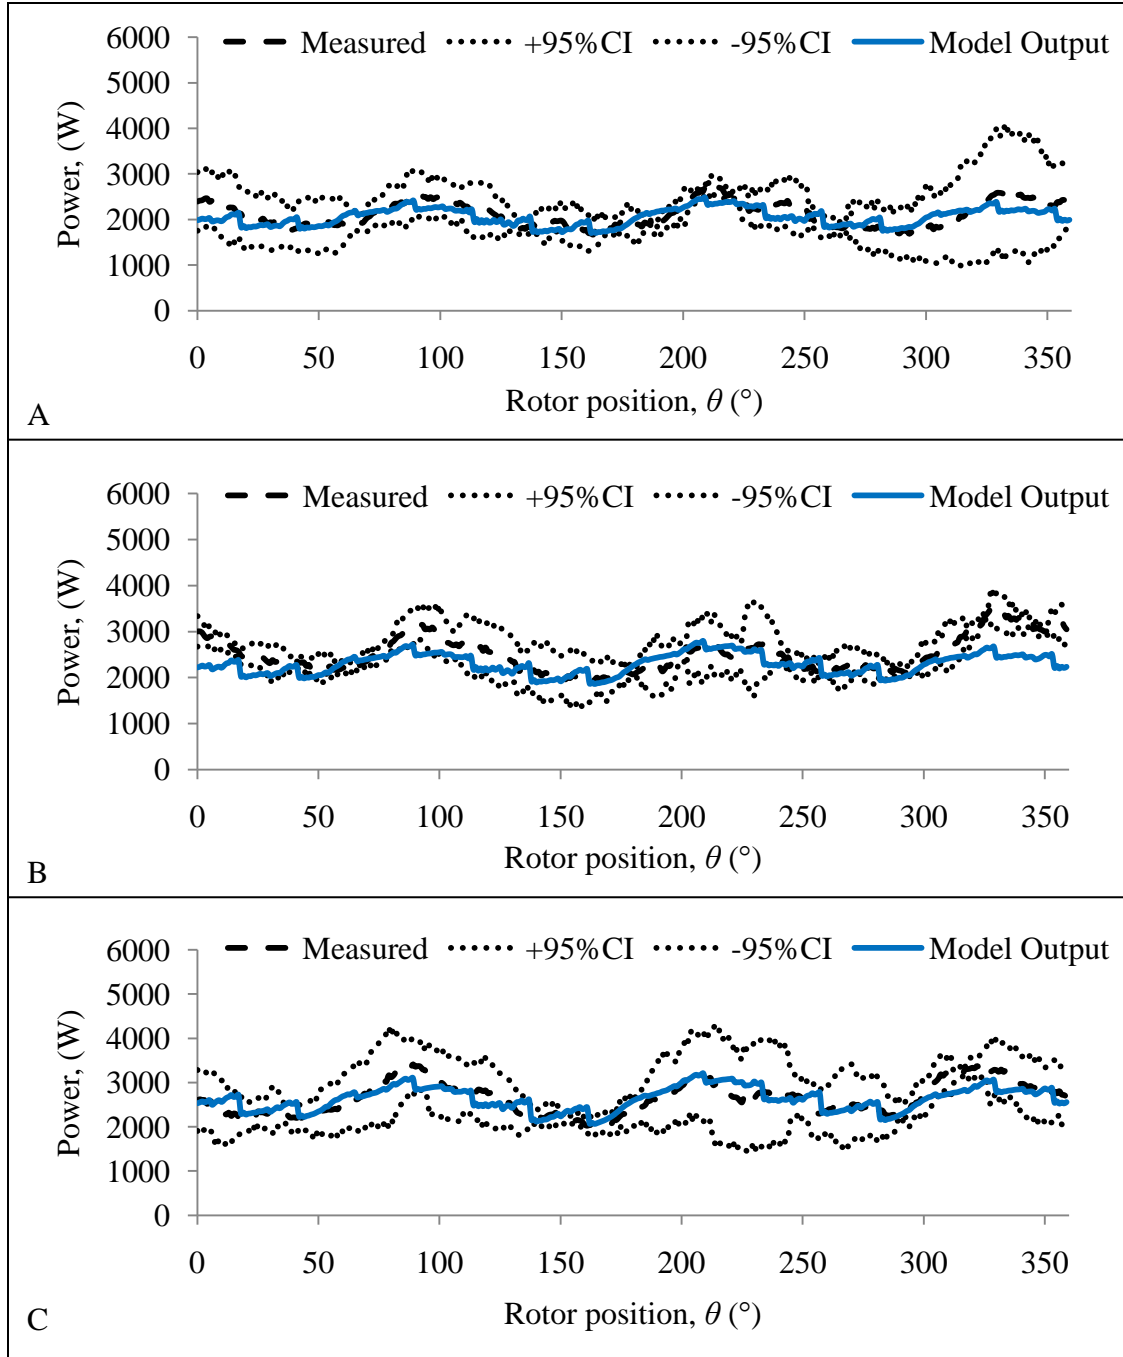 6000 Measured +95%CI -95%CI Model Output
5000
4000
3000
2000
1000
0
Power, (W)
0 50 100 150 200 250 300 350
Rotor position, θ (°)
A
6000 Measured +95%CI -95%CI Model Output
5000
4000
3000
2000
1000
0
Power, (W)
0 50 100 150 200 250 300 350
Rotor position, θ (°)
B
6000 Measured +95%CI -95%CI Model Output
5000
4000
3000
2000
1000
0
Power, (W)
0 50 100 150 200 250 300 350
Rotor position, θ (°)
C